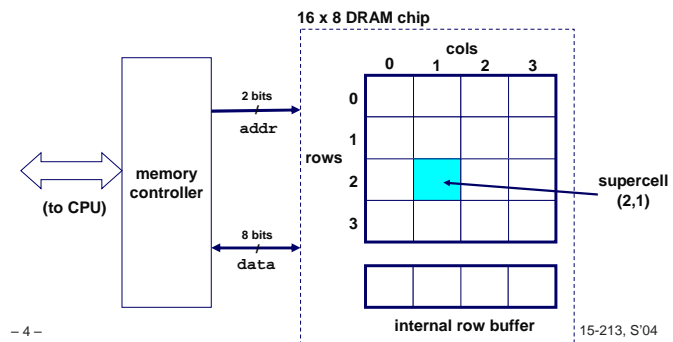 16 x 8 DRAM chip
cols
0 1 2 3
2 bits
addr
0
1
rows
2
3
memory
controller
(to CPU)
supercell
(2,1)
8 bits
data
internal row buffer
– 4 –
15-213, S'04